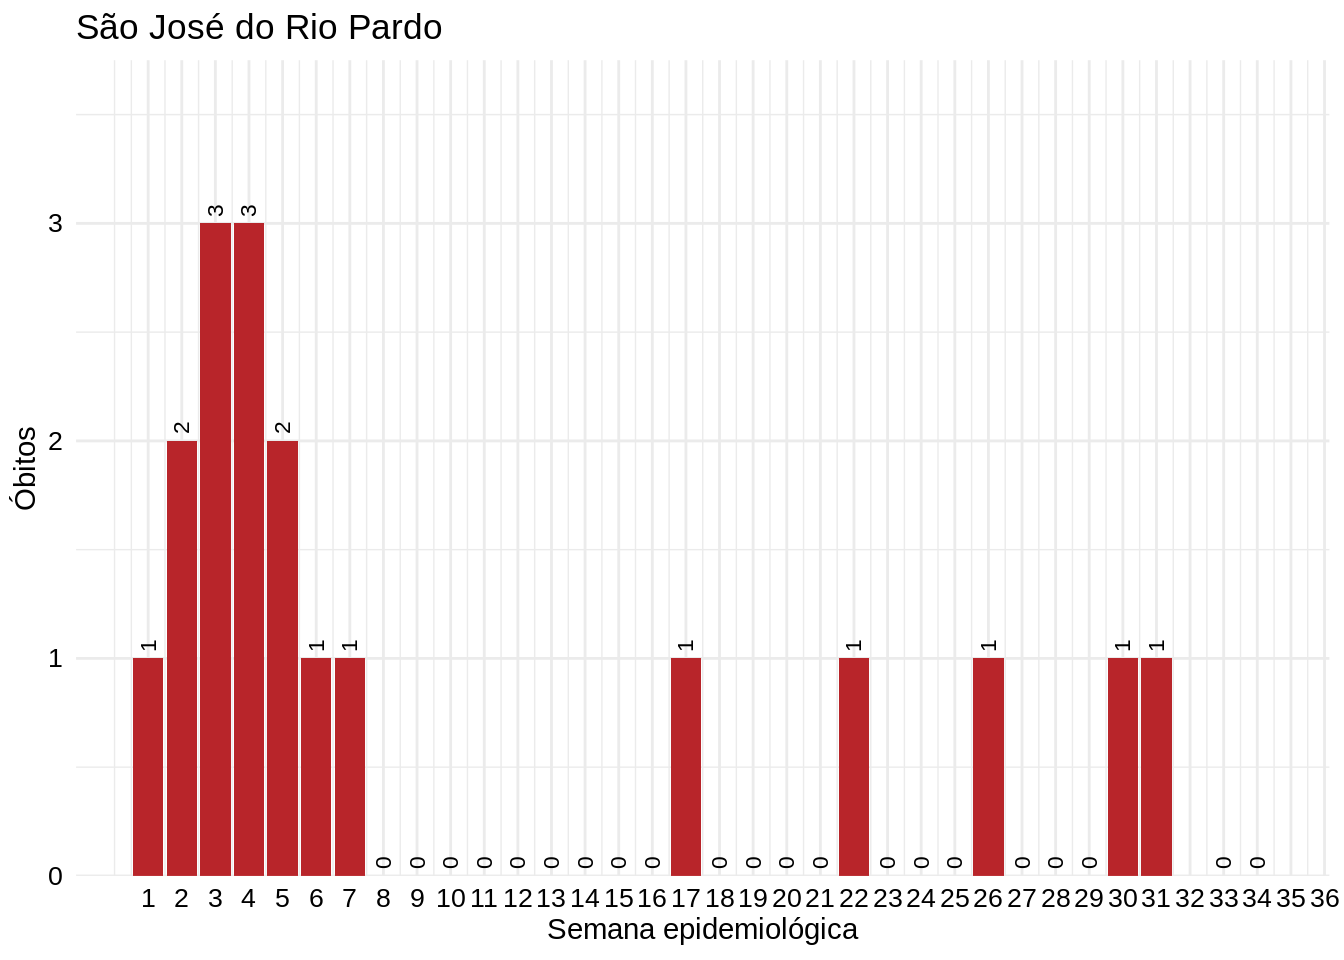 São José do Rio Pardo
Óbitos
3
2
1
0
1 2 3 3 2 1 1 0 0 0 0 0 0 0 0 0 1 0 0 0 0 1 0 0 0 1 0 0 0 1 1 0 0
1 2 3 4 5 6 7 8 9 10 11 12 13 14 15 16 17 18 19 20 21 22 23 24 25 26 27 28 29 30 31 32 33 34 35 36
Semana epidemiológica